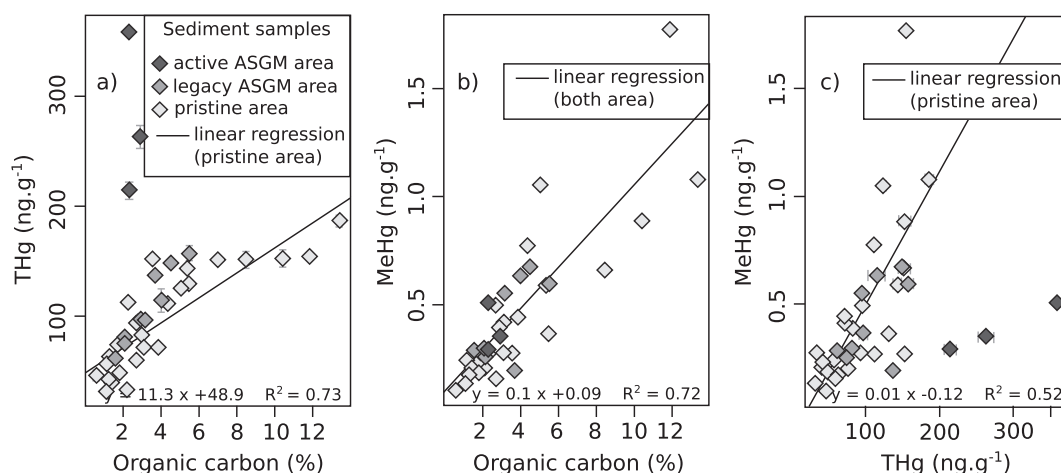 a)
Sediment samples
active ASGM area
legacy ASGM area
pristine area
linear regression
(pristine area)
THg (ng.g-1)
100
200
300
y = 11.3 x +48.9 R2 = 0.73
2 4 6 8 10 12
Organic carbon (%)
b)
linear regression
(both area)
MeHg (ng.g-1)
0.5
1.0
1.5
y = 0.1 x +0.09 R2 = 0.72
2 4 6 8 10 12
Organic carbon (%)
c)
linear regression
(pristine area)
MeHg (ng.g-1)
0.5
1.0
1.5
y = 0.01 x -0.12 R2 = 0.52
100 200 300
THg (ng.g-1)